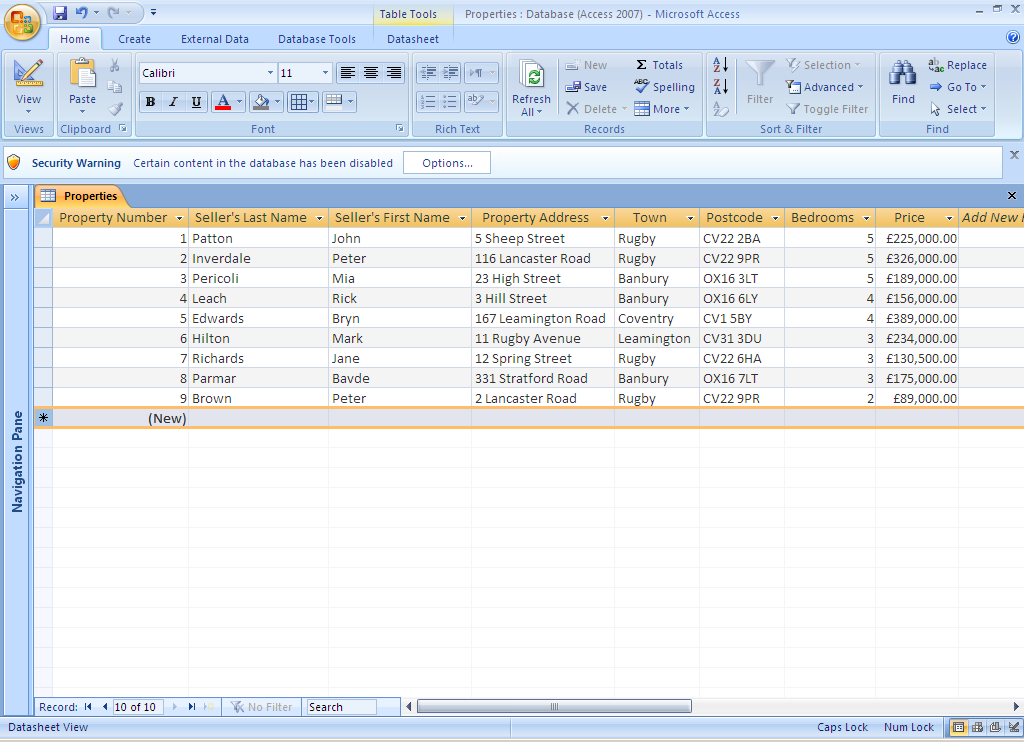 Table Tools Properties : Database (Access 2007) - Microsoft Access
Home Create External Data Database Tools Datasheet
View Paste Calibri 11 Refresh All New Save Delete Totals Spelling More Filter Selection Advanced Toggle Filter Find Replace Go To Select
B I U A
Views Clipboard Font Rich Text Records Sort & Filter Find
Security Warning Certain content in the database has been disabled Options...
Properties
Property Number Seller's Last Name Seller's First Name Property Address Town Postcode Bedrooms Price Add New
1 Patton John 5 Sheep Street Rugby CV22 2BA 5 £225,000.00
2 Inverdale Peter 116 Lancaster Road Rugby CV22 9PR 5 £326,000.00
3 Pericoli Mia 23 High Street Banbury OX16 3LT 5 £189,000.00
4 Leach Rick 3 Hill Street Banbury OX16 6LY 4 £156,000.00
5 Edwards Bryn 167 Leamington Road Coventry CV1 5BY 4 £389,000.00
6 Hilton Mark 11 Rugby Avenue Leamington CV31 3DU 3 £234,000.00
7 Richards Jane 12 Spring Street Rugby CV22 6HA 3 £130,500.00
8 Parmar Bavde 331 Stratford Road Banbury OX16 7LT 3 £175,000.00
9 Brown Peter 2 Lancaster Road Rugby CV22 9PR 2 £89,000.00
(New)
Navigation Pane
Record: 10 of 10 No Filter Search
Datasheet View Caps Lock Num Lock